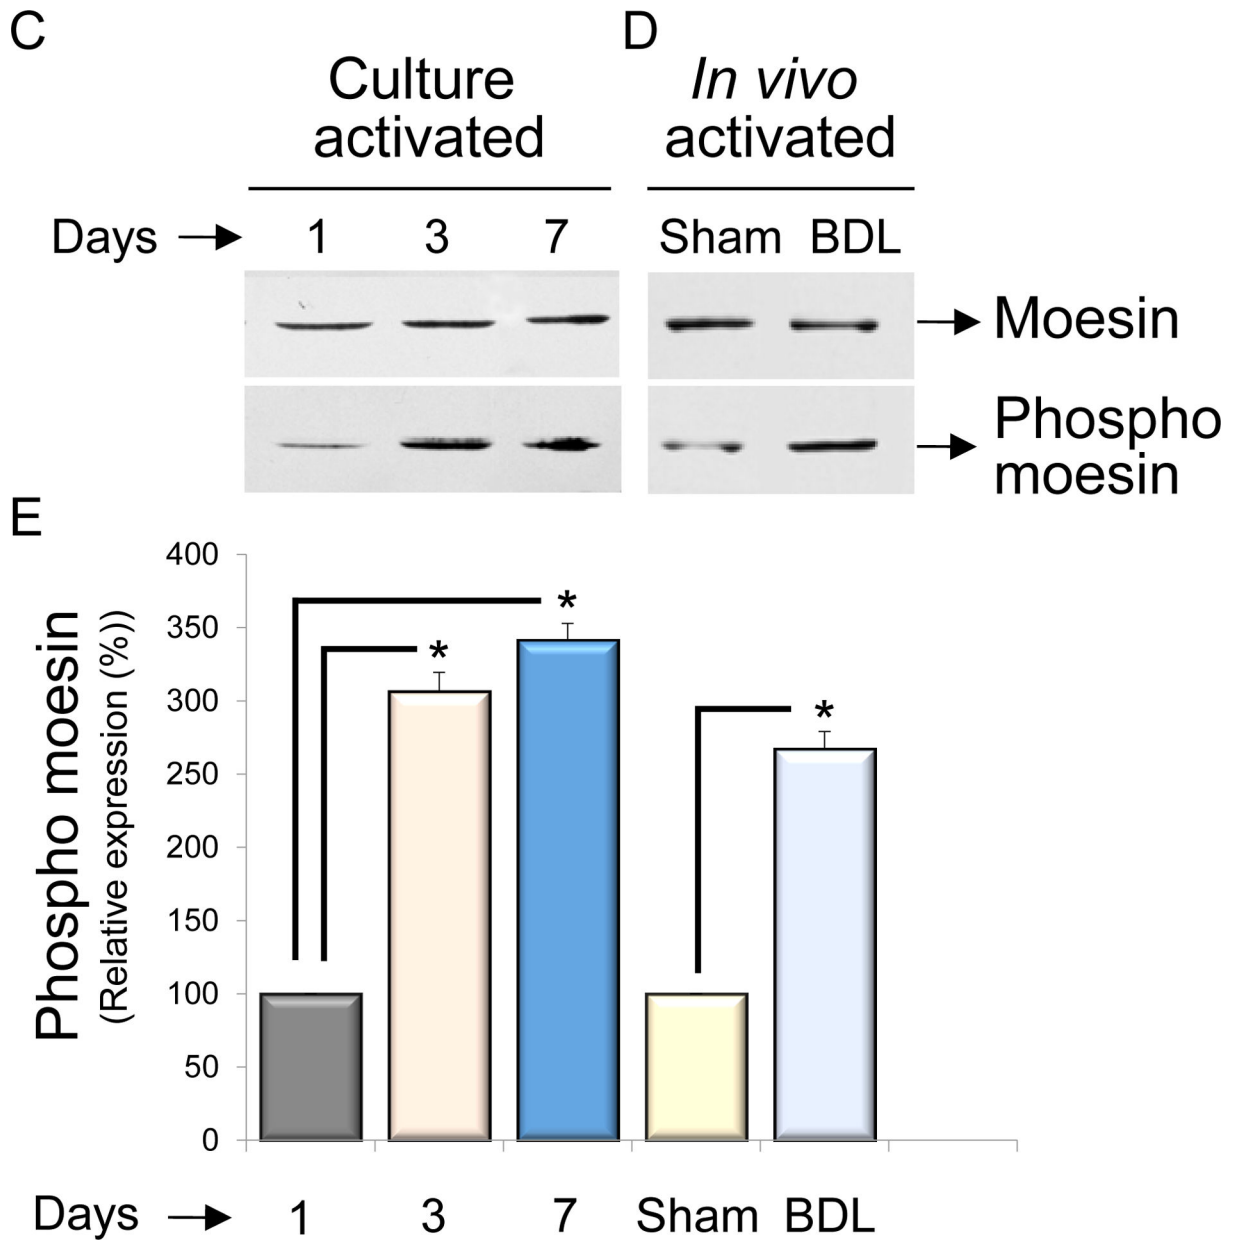 C
D
Culture
activated
In vivo
activated
Days
1 3 7
Sham BDL
Moesin
Phospho
moesin
E
Phospho moesin
(Relative expression (%))
400
350
300
250
200
150
100
50
0
*
*
*
Days
1 3 7 Sham BDL